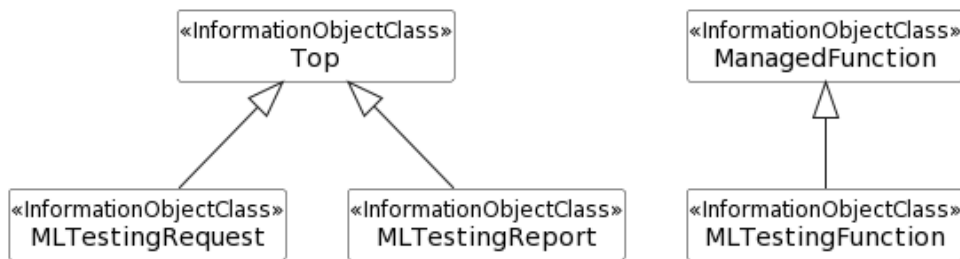 «InformationObjectClass»
Top
«InformationObjectClass»
ManagedFunction
«InformationObjectClass»
MLTestingRequest
«InformationObjectClass»
MLTestingReport
«InformationObjectClass»
MLTestingFunction